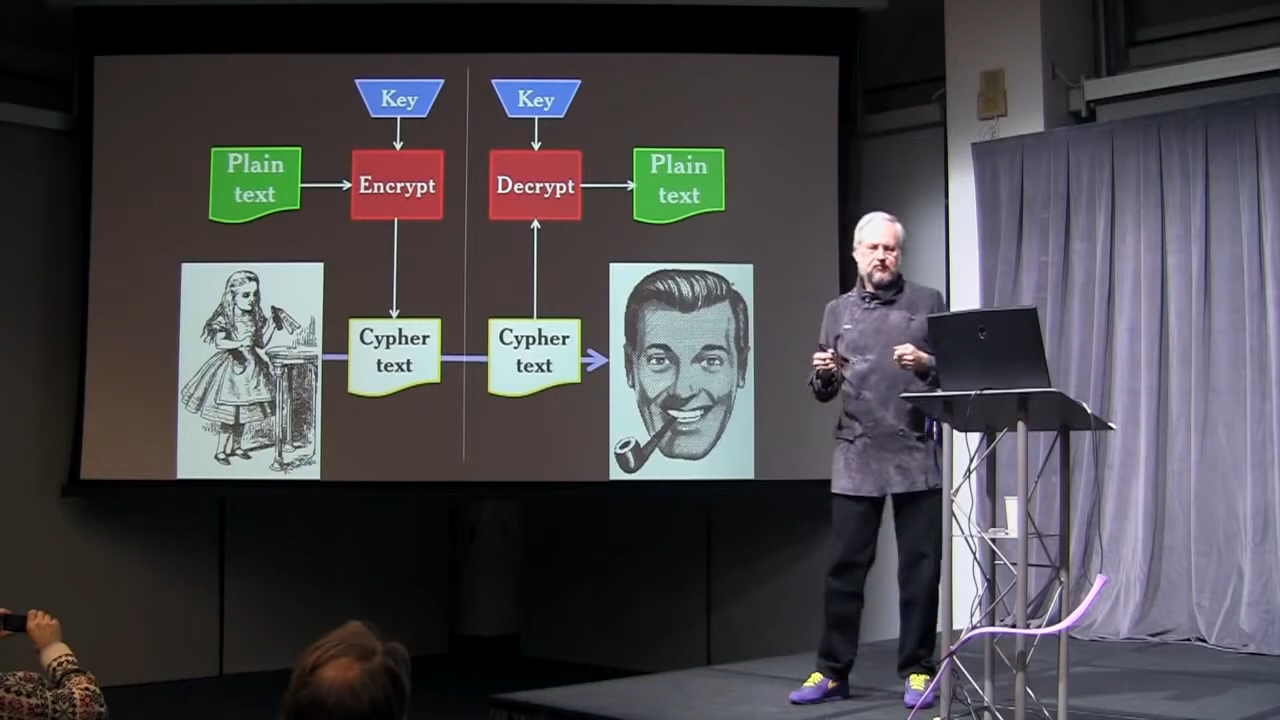 Key
Key
Plain
text
Encrypt
Decrypt
Plain
text
Cypher
text
Cypher
text